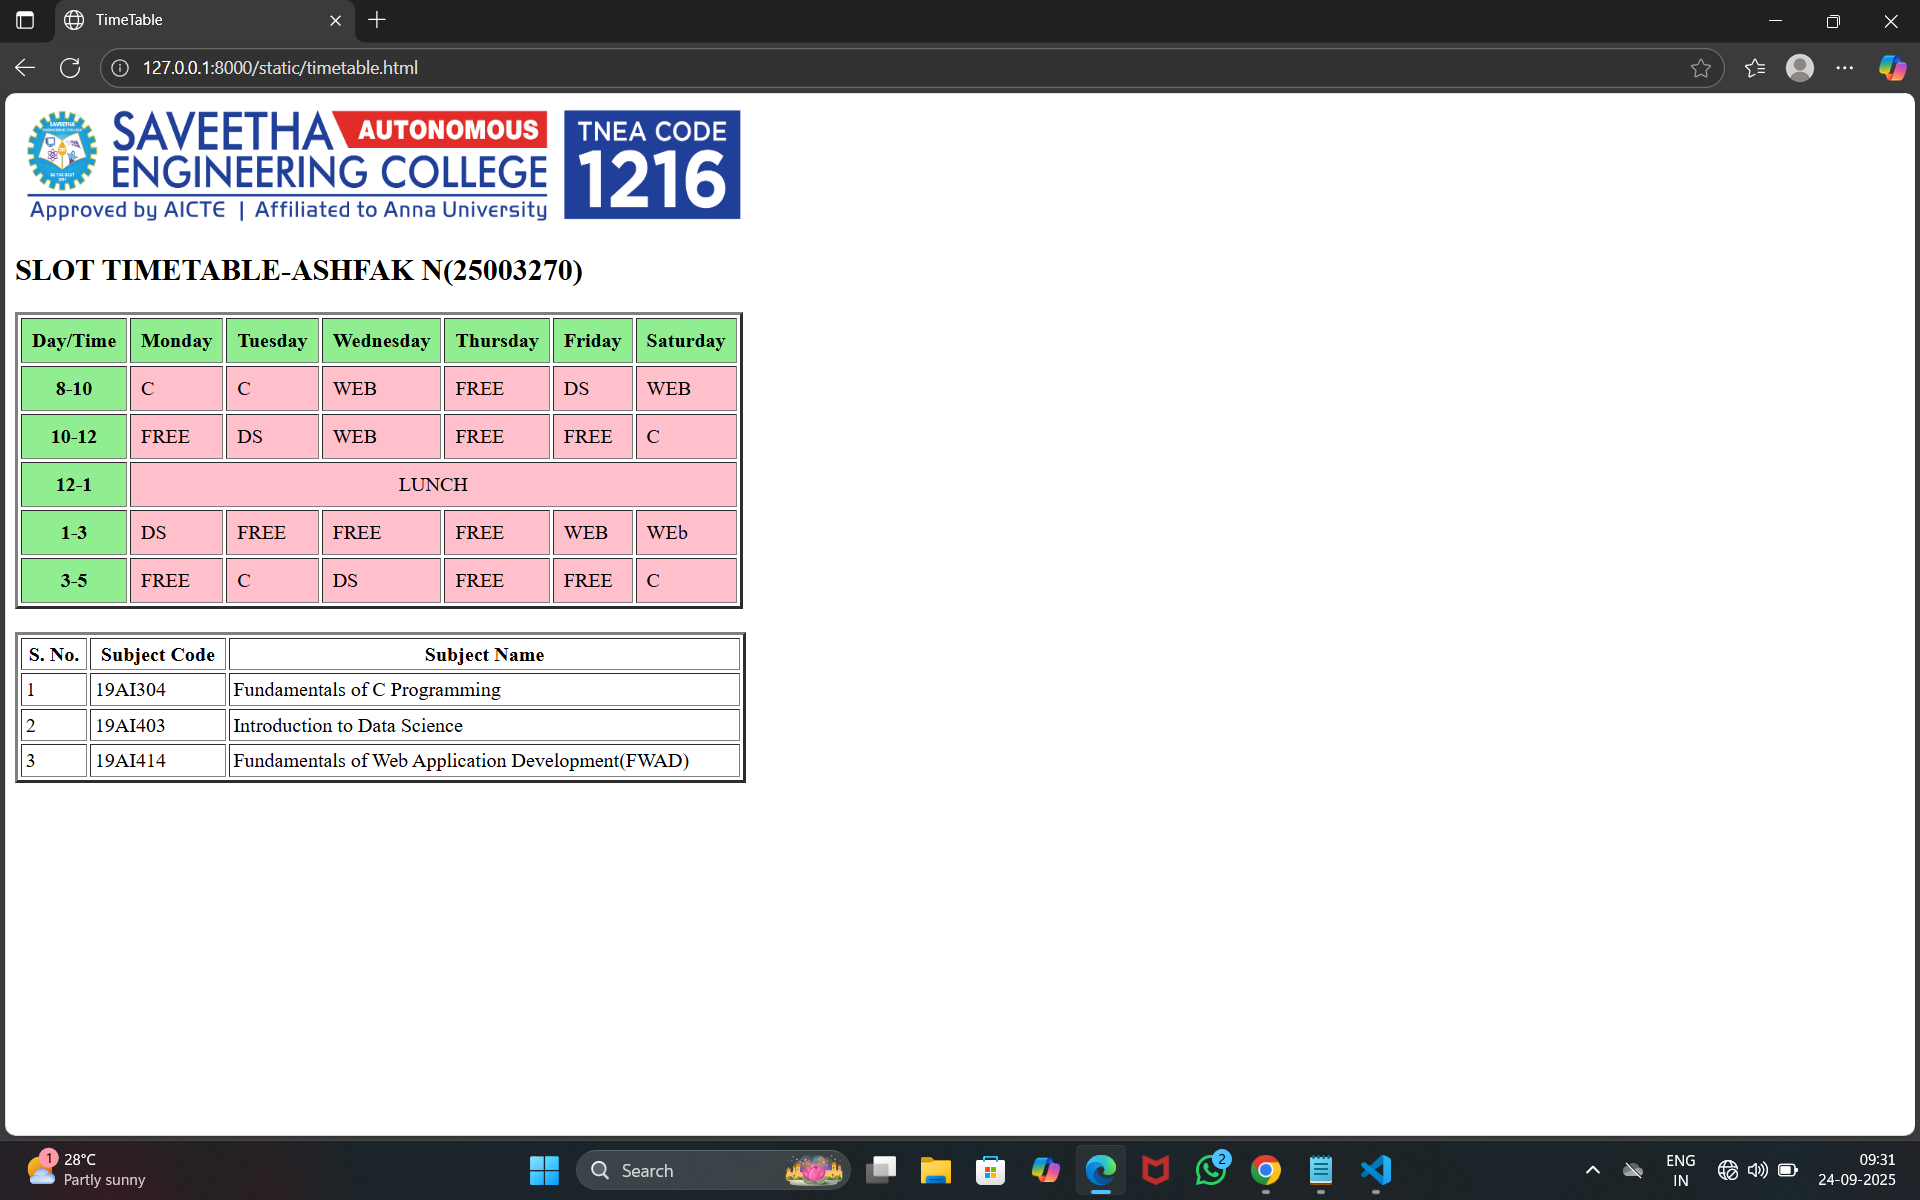 TimeTable
127.0.0.1:8000/static/timetable.html
SAVEETHA AUTONOMOUS
ENGINEERING COLLEGE
Approved by AICTE | Affiliated to Anna University
TNEA CODE
1216
SLOT TIMETABLE-ASHFAK N(25003270)
Day/Time Monday Tuesday Wednesday Thursday Friday Saturday
8-10 C C WEB FREE DS WEB
10-12 FREE DS WEB FREE FREE C
12-1 LUNCH
1-3 DS FREE FREE FREE WEB WEb
3-5 FREE C DS FREE FREE C
S. No. Subject Code Subject Name
1 19AI304 Fundamentals of C Programming
2 19AI403 Introduction to Data Science
3 19AI414 Fundamentals of Web Application Development(FWAD)
1
28°C
Partly sunny
Search
2
ENG
IN
09:31
24-09-2025